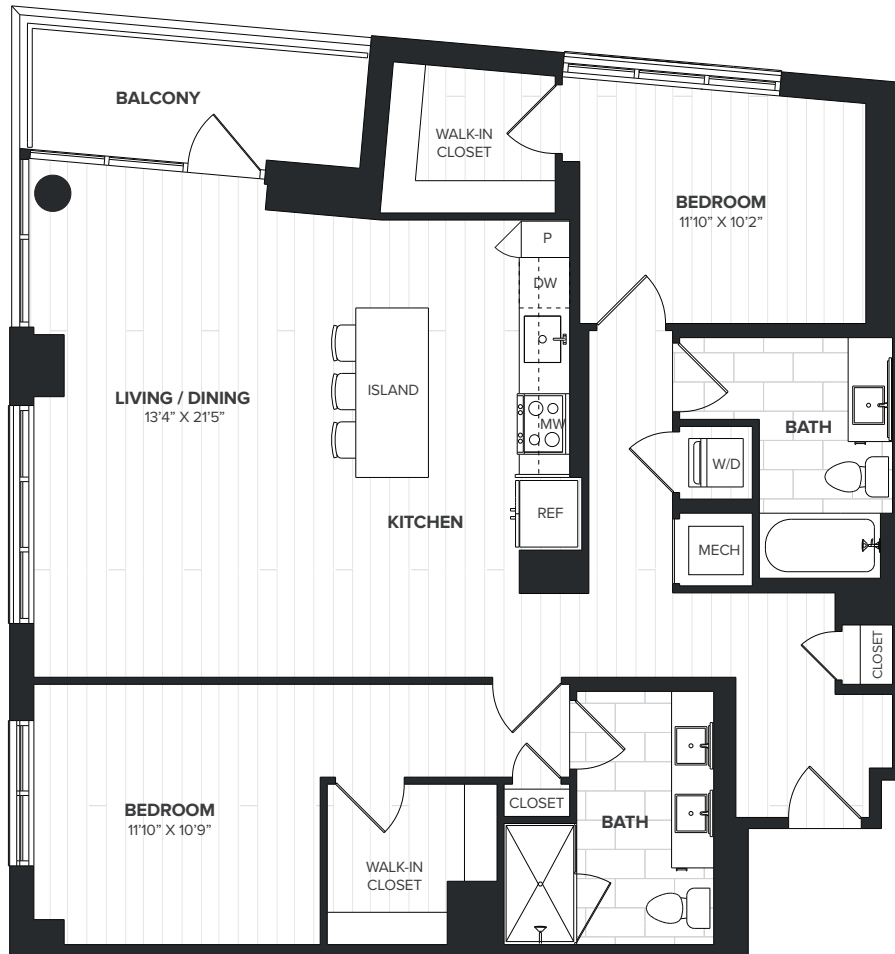 BALCONY
WALK-IN
CLOSET
BEDROOM
11’10” X 10’2”
P
DW
LIVING / DINING
13’4” X 21’5”
ISLAND
MW
BATH
W/D
KITCHEN
REF
MECH
CLOSET
BEDROOM
11’10” X 10’9”
CLOSET
BATH
WALK-IN
CLOSET